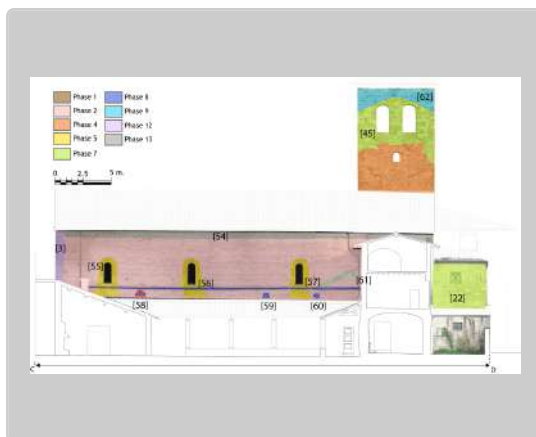 Phase 1
Phase 2
Phase 4
Phase 5
Phase 7
Phase 8
Phase 9
Phase 12
Phase 13
0 2,5 5 m.
[62]
[45]
[3]
[54]
[55]
[56]
[57]
[61]
[58]
[59]
[60]
[22]
C
D